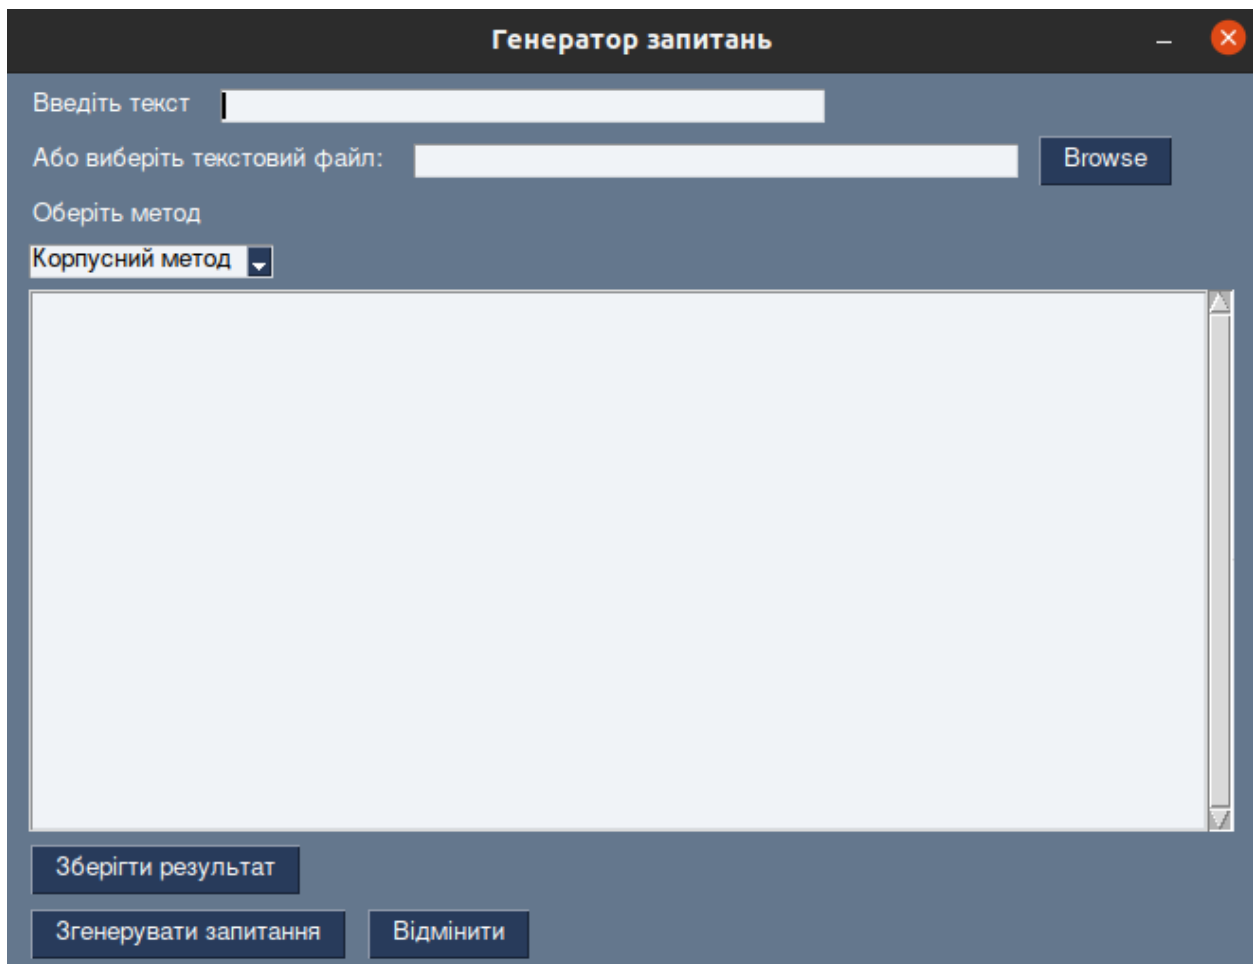 Генератор запитань
Введіть текст
Або виберіть текстовий файл: Browse
Оберіть метод
Корпусний метод
Зберігти результат
Згенерувати запитання Відмінити